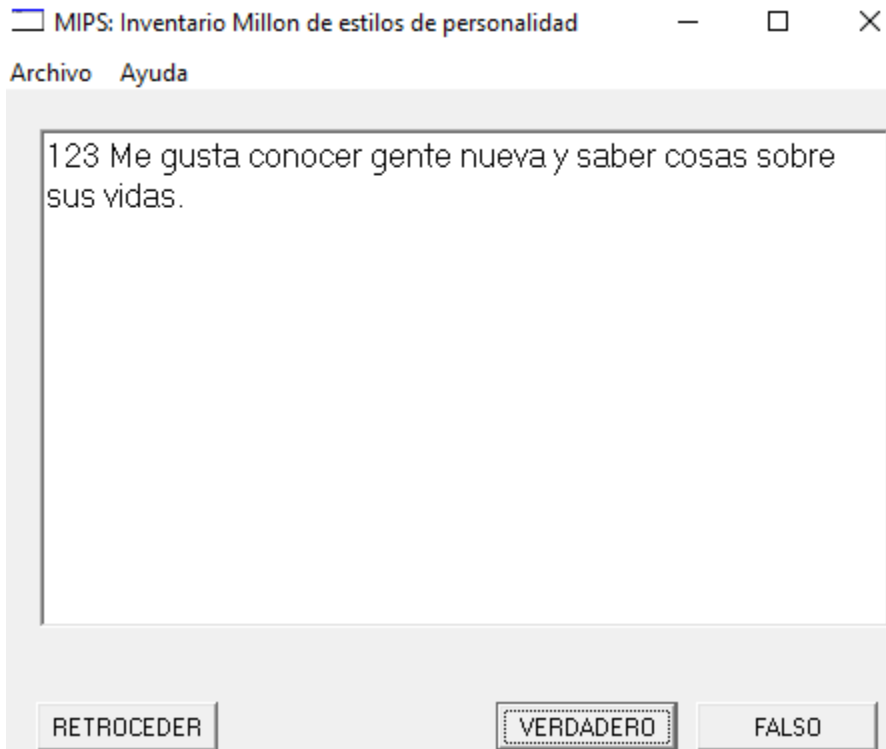 MIPS: Inventario Millon de estilos de personalidad
Archivo Ayuda
123 Me gusta conocer gente nueva y saber cosas sobre
sus vidas.
RETROCEDER VERDADERO FALSO